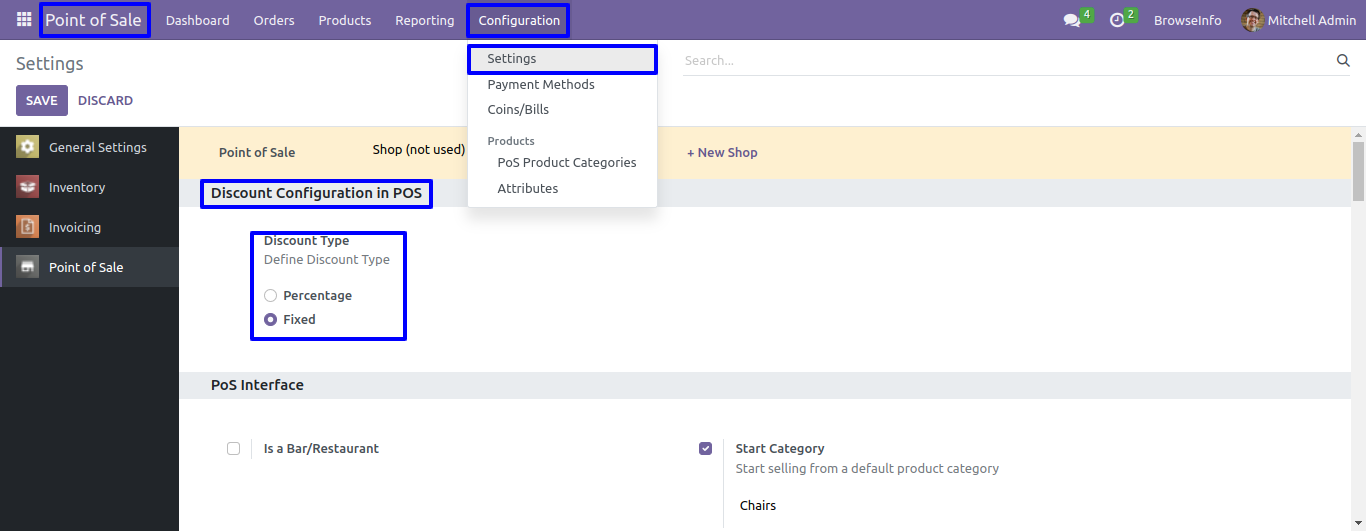 Point of Sale Dashboard Orders Products Reporting Configuration 4 2 BrowseInfo Mitchell Admin
Settings
Search...
SAVE DISCARD
Settings
Payment Methods
Coins/Bills
Products
PoS Product Categories
Attributes
General Settings
Inventory
Invoicing
Point of Sale
Point of Sale Shop (not used) + New Shop
Discount Configuration in POS
Discount Type
Define Discount Type
Percentage
Fixed
PoS Interface
Is a Bar/Restaurant
Start Category
Start selling from a default product category
Chairs